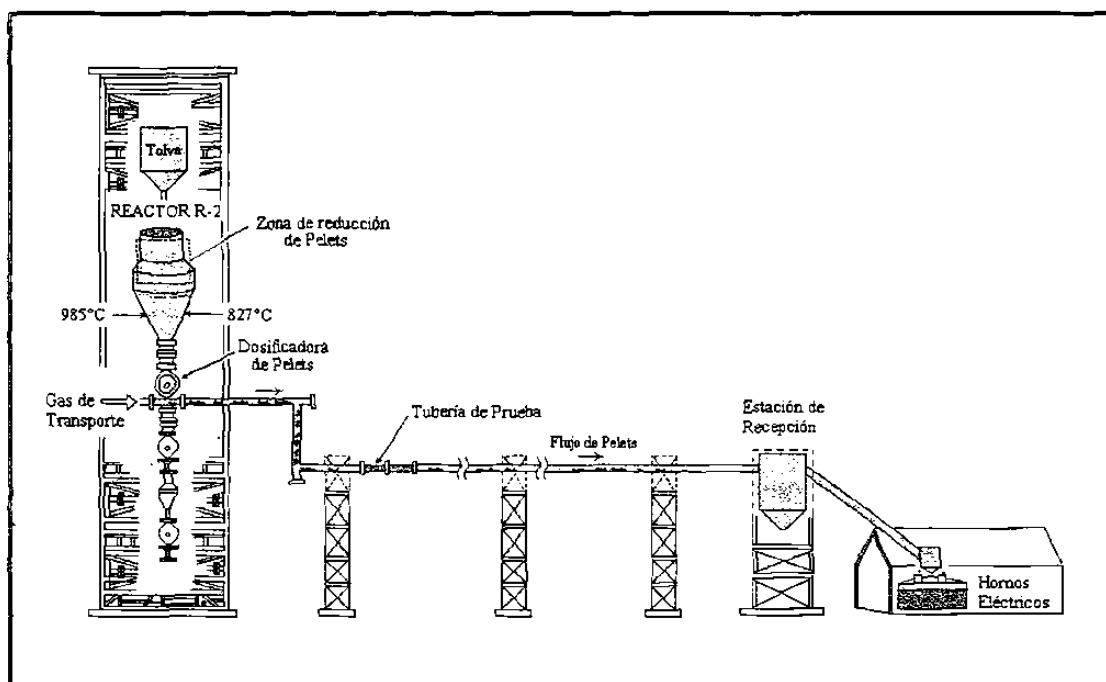 Tolva
REACTOR R-2
Zona de reducción
de Pelets
985°C
827°C
Dosificadora
de Pelets
Gas de
Transporte
Tubería de Prueba
Flujo de Pelets
Estación de
Recepción
Hornos
Eléctricos